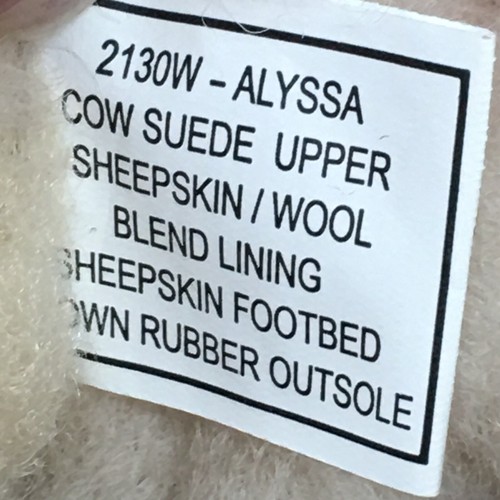 2130W - ALYSSA
COW SUEDE UPPER
SHEEPSKIN / WOOL
BLEND LINING
SHEEPSKIN FOOTBED
OWN RUBBER OUTSOLE